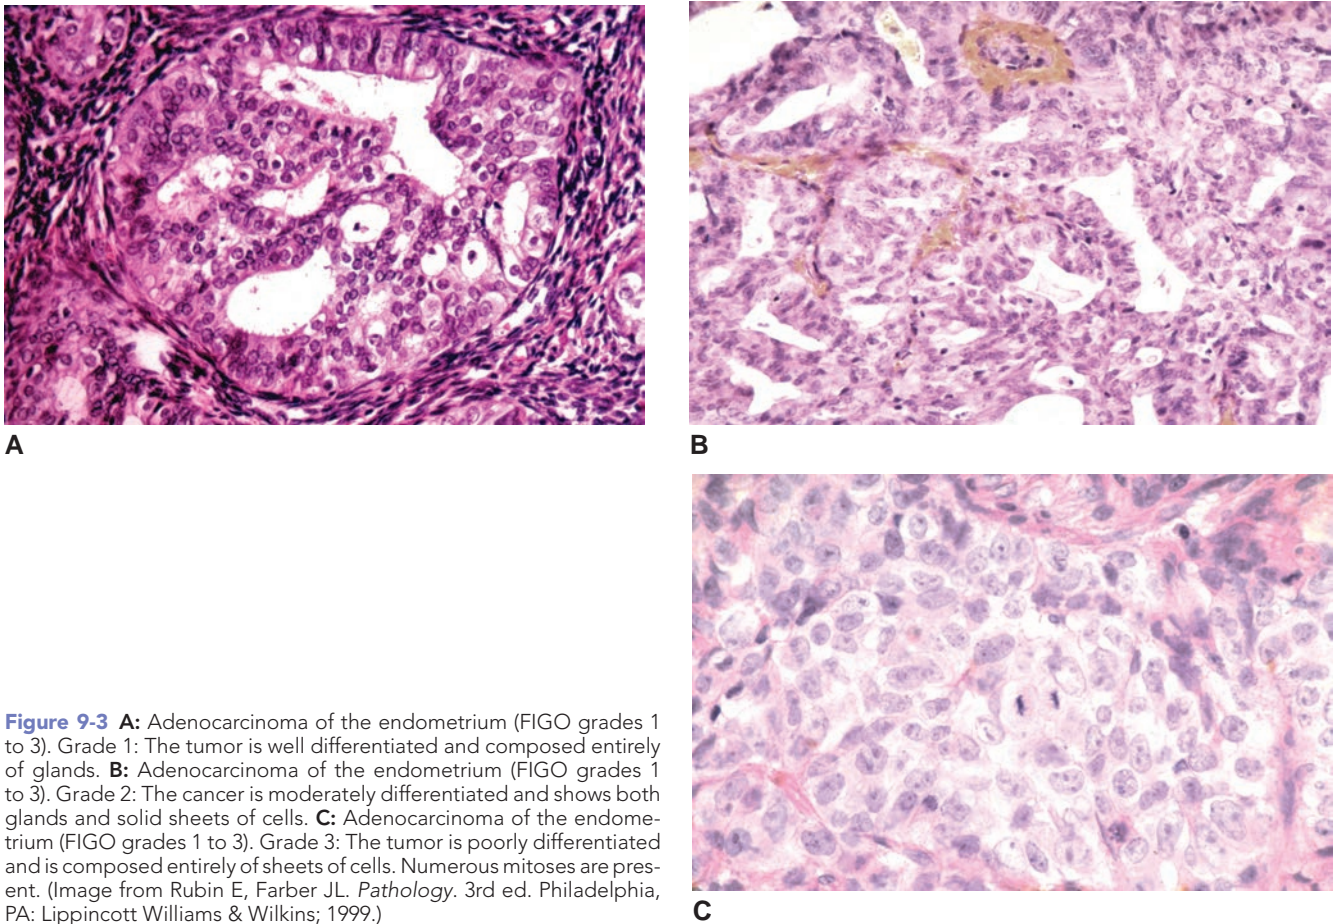 A
B
C
Figure 9-3 A: Adenocarcinoma of the endometrium (FIGO grades 1
to 3). Grade 1: The tumor is well differentiated and composed entirely
of glands. B: Adenocarcinoma of the endometrium (FIGO grades 1
to 3). Grade 2: The cancer is moderately differentiated and shows both
glands and solid sheets of cells. C: Adenocarcinoma of the endome-
trium (FIGO grades 1 to 3). Grade 3: The tumor is poorly differentiated
and is composed entirely of sheets of cells. Numerous mitoses are pres-
ent. (Image from Rubin E, Farber JL. Pathology. 3rd ed. Philadelphia,
PA: Lippincott Williams & Wilkins; 1999.)